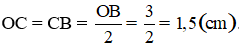 OC = CB = OB/2 = 3/2 = 1,5(cm).